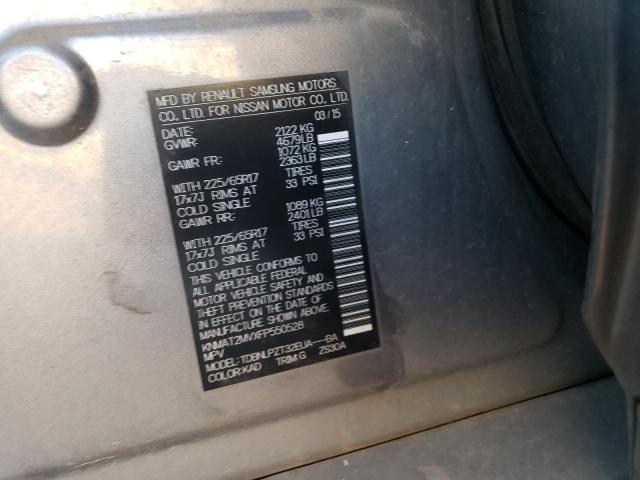 MFD BY RENAULT SAMSUNG MOTORS
CO., LTD. FOR NISSAN MOTOR CO., LTD.
03/15
DATE: 2122 KG
GVWR: 4679 LB
1072 KG
GAWR FR: 2363 LB
TIRES
WITH 225/65R17 33 PSI
17x7J RIMS AT
COLD SINGLE 1089 KG
GAWR RR: 2401 LB
TIRES
WITH 225/65R17 33 PSI
17x7J RIMS AT
COLD SINGLE
THIS VEHICLE CONFORMS TO
ALL APPLICABLE FEDERAL
MOTOR VEHICLE SAFETY AND
THEFT PREVENTION STANDARDS
IN EFFECT ON THE DATE OF
MANUFACTURE SHOWN ABOVE
KNMAT2MVXFP550528
MPV
MODEL: TDBNLPZT32EUA---BA
COLOR:KAD TRIM:G ZS30A